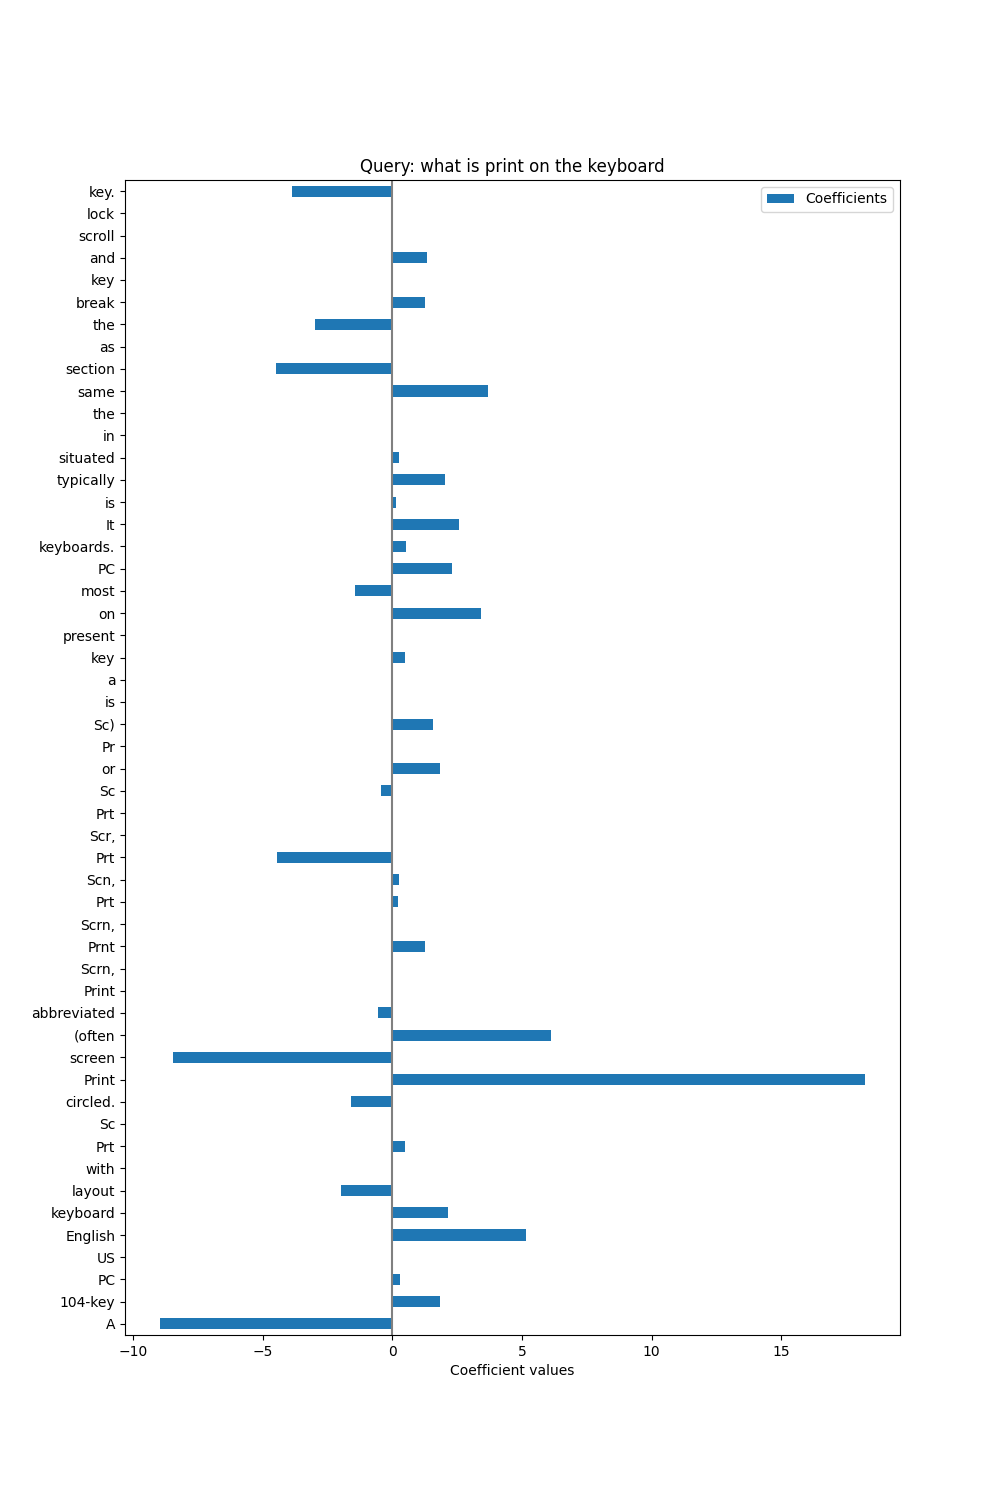 Query: what is print on the keyboard
Coefficients
key.
lock
scroll
and
key
break
the
as
section
same
the
in
situated
typically
is
It
keyboards.
PC
most
on
present
key
a
is
Sc)
Pr
or
Sc
Prt
Scr,
Prt
Scn,
Prt
Scrn,
Prnt
Scrn,
Print
abbreviated
(often
screen
Print
circled.
Sc
Prt
with
layout
keyboard
English
US
PC
104-key
A
−10 −5 0 5 10 15
Coefficient values